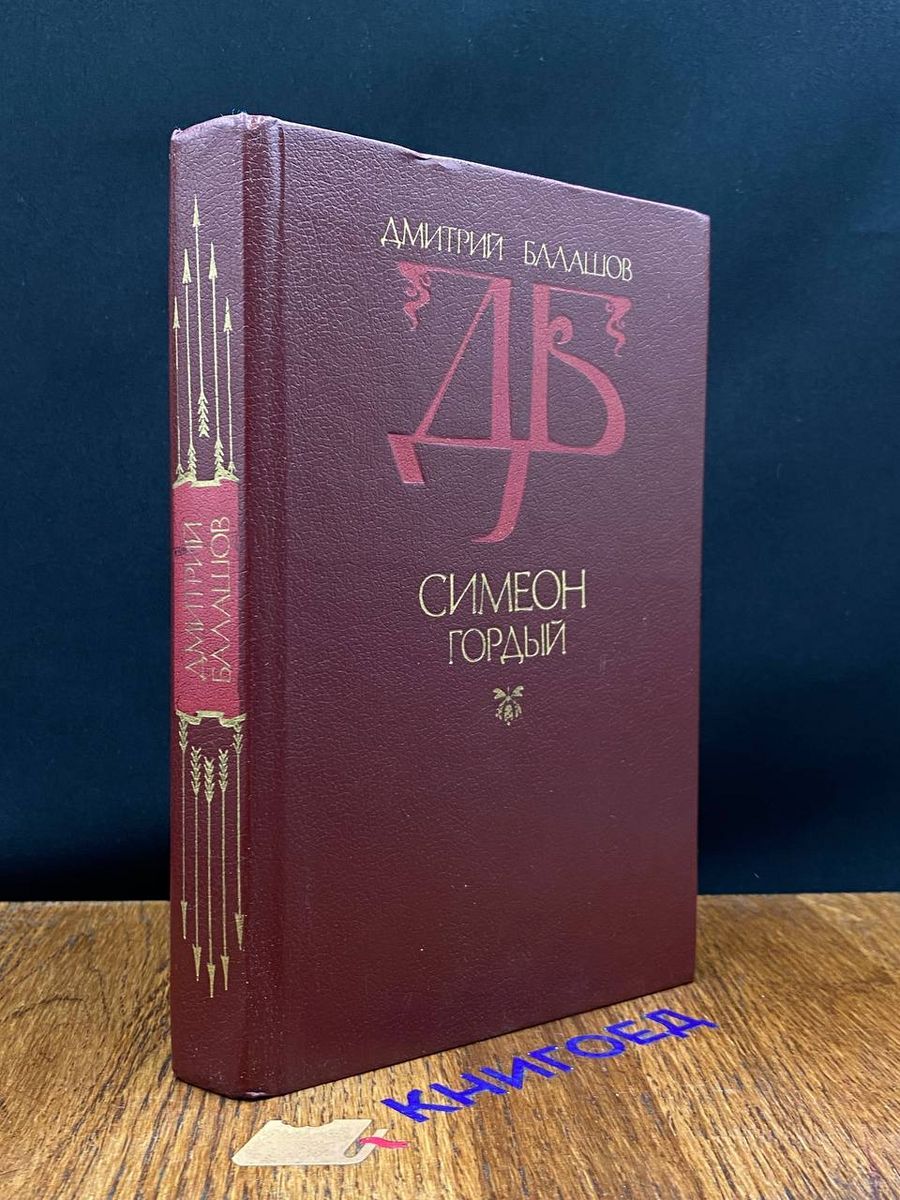 ДМИТРИЙ БАЛАШОВ
ДБ
СИМЕОН
ГОРДЫЙ
ДМИТРИЙ
БАЛАШОВ
КНИГОЕД